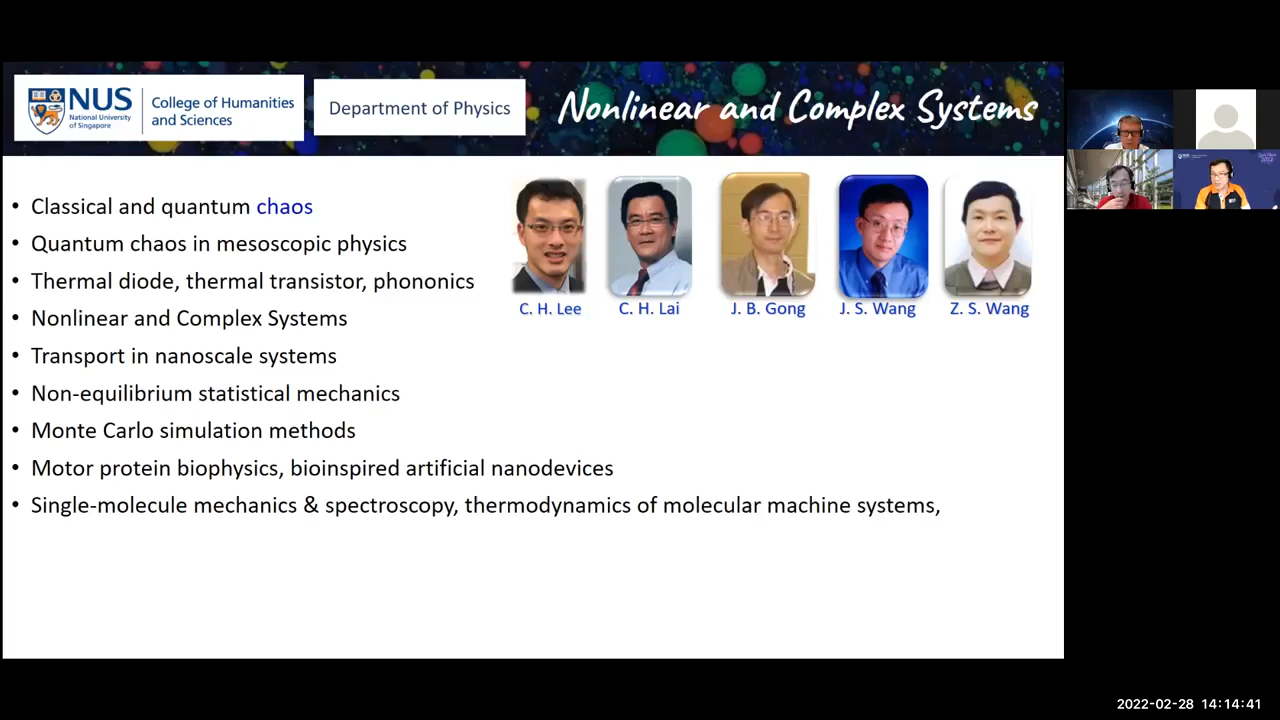 NUS
National University
of Singapore
College of Humanities
and Sciences
Department of Physics
Nonlinear and Complex Systems
• Classical and quantum chaos
• Quantum chaos in mesoscopic physics
• Thermal diode, thermal transistor, phononics
• Nonlinear and Complex Systems
• Transport in nanoscale systems
• Non-equilibrium statistical mechanics
• Monte Carlo simulation methods
• Motor protein biophysics, bioinspired artificial nanodevices
• Single-molecule mechanics & spectroscopy, thermodynamics of molecular machine systems,
C. H. Lee
C. H. Lai
J. B. Gong
J. S. Wang
Z. S. Wang
2022-02-28 14:14:41